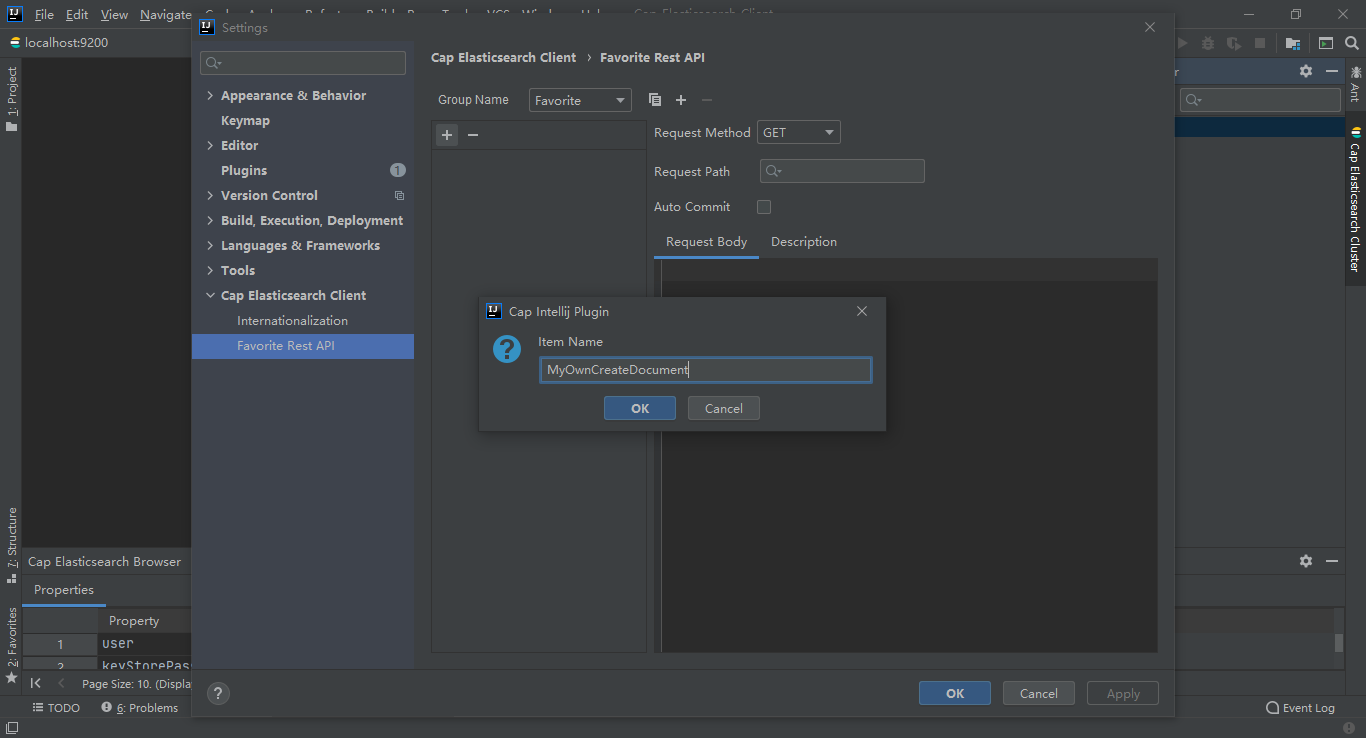 File Edit View Navigate
Cap Elasticsearch Client
localhost:9200
Settings
1: Project
7: Structure
2: Favorites
Appearance & Behavior
Keymap
Editor
Plugins 1
Version Control
Build, Execution, Deployment
Languages & Frameworks
Tools
Cap Elasticsearch Client
Internationalization
Favorite Rest API
Cap Elasticsearch Client › Favorite Rest API
Group Name Favorite
Request Method GET
Request Path
Auto Commit
Request Body Description
Cap Intellij Plugin
Item Name
MyOwnCreateDocument
OK Cancel
Ant
Cap Elasticsearch Cluster
Cap Elasticsearch Browser
Properties
Property
1 user
2 keyStorePas
Page Size: 10. (Displa
? OK Cancel Apply
TODO 6: Problems Event Log